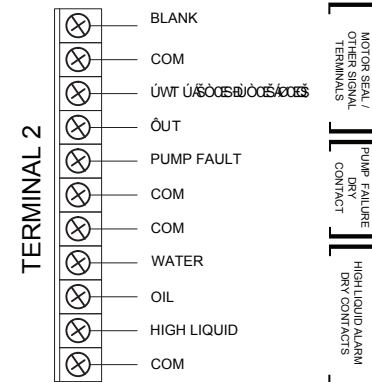 TERMINAL 2
BLANK
COM
ÔUT
PUMP FAULT
COM
COM
WATER
OIL
HIGH LIQUID
COM
MOTOR SEAL /
OTHER SIGNAL
TERMINALS
PUMP FAILURE
DRY
CONTACT
HIGH LIQUID ALARM
DRY CONTACTS